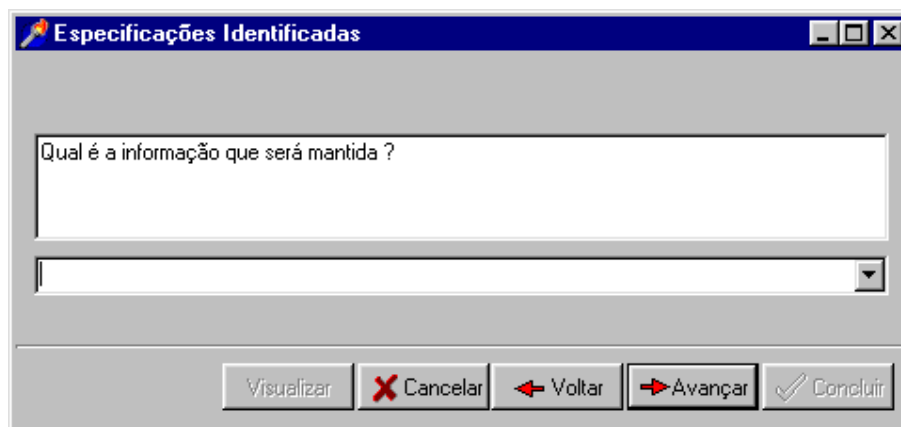 Especificações Identificadas
Qual é a informação que será mantida ?
Visualizar
Cancelar
Voltar
Avançar
Concluir